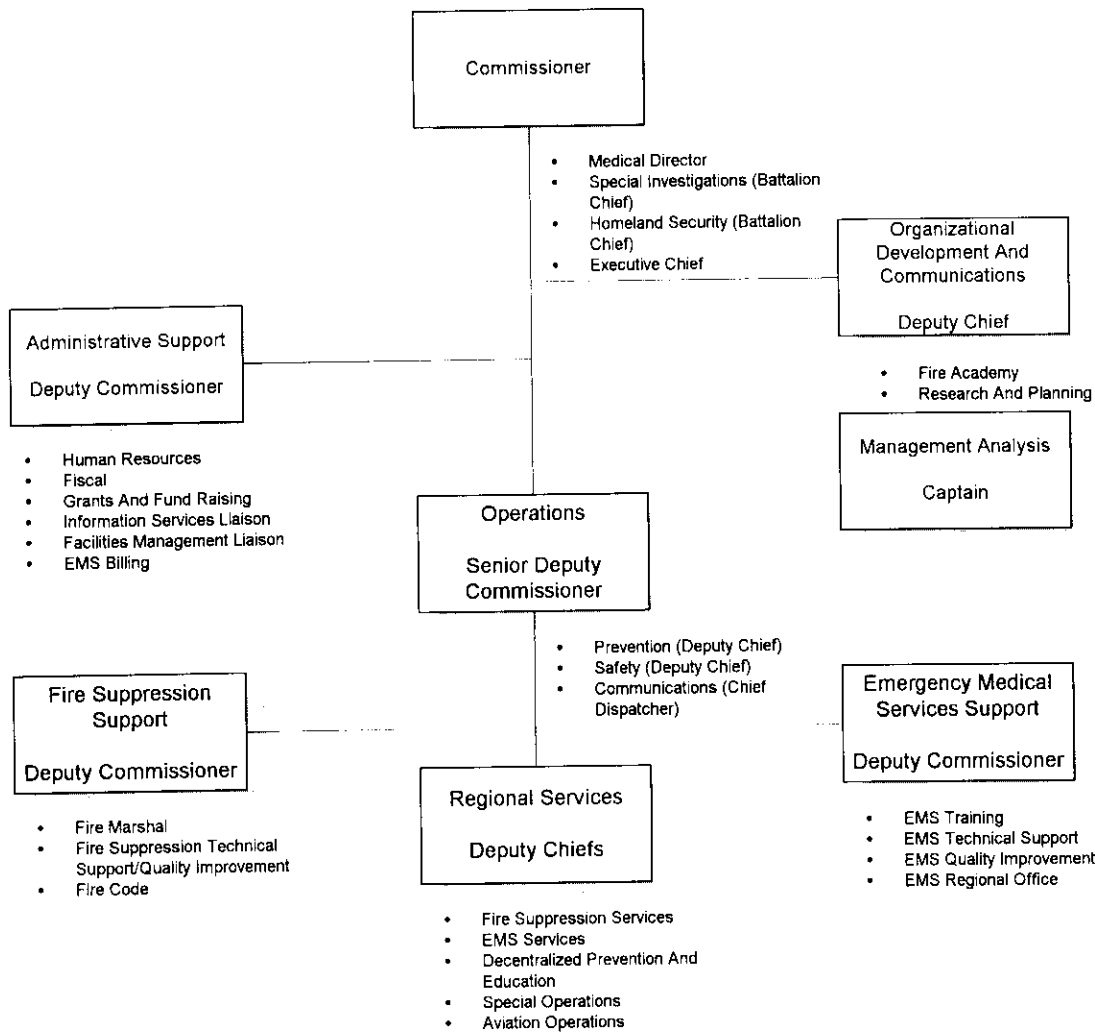 Commissioner
• Medical Director
• Special Investigations (Battalion
Chief)
• Homeland Security (Battalion
Chief)
• Executive Chief
Organizational
Development And
Communications
Deputy Chief
• Fire Academy
• Research And Planning
Administrative Support
Deputy Commissioner
• Human Resources
• Fiscal
• Grants And Fund Raising
• Information Services Liaison
• Facilities Management Liaison
• EMS Billing
Management Analysis
Captain
Operations
Senior Deputy
Commissioner
• Prevention (Deputy Chief)
• Safety (Deputy Chief)
• Communications (Chief
Dispatcher)
Fire Suppression
Support
Deputy Commissioner
• Fire Marshal
• Fire Suppression Technical
Support/Quality Improvement
• Fire Code
Regional Services
Deputy Chiefs
• Fire Suppression Services
• EMS Services
• Decentralized Prevention And
Education
• Special Operations
• Aviation Operations
Emergency Medical
Services Support
Deputy Commissioner
• EMS Training
• EMS Technical Support
• EMS Quality Improvement
• EMS Regional Office